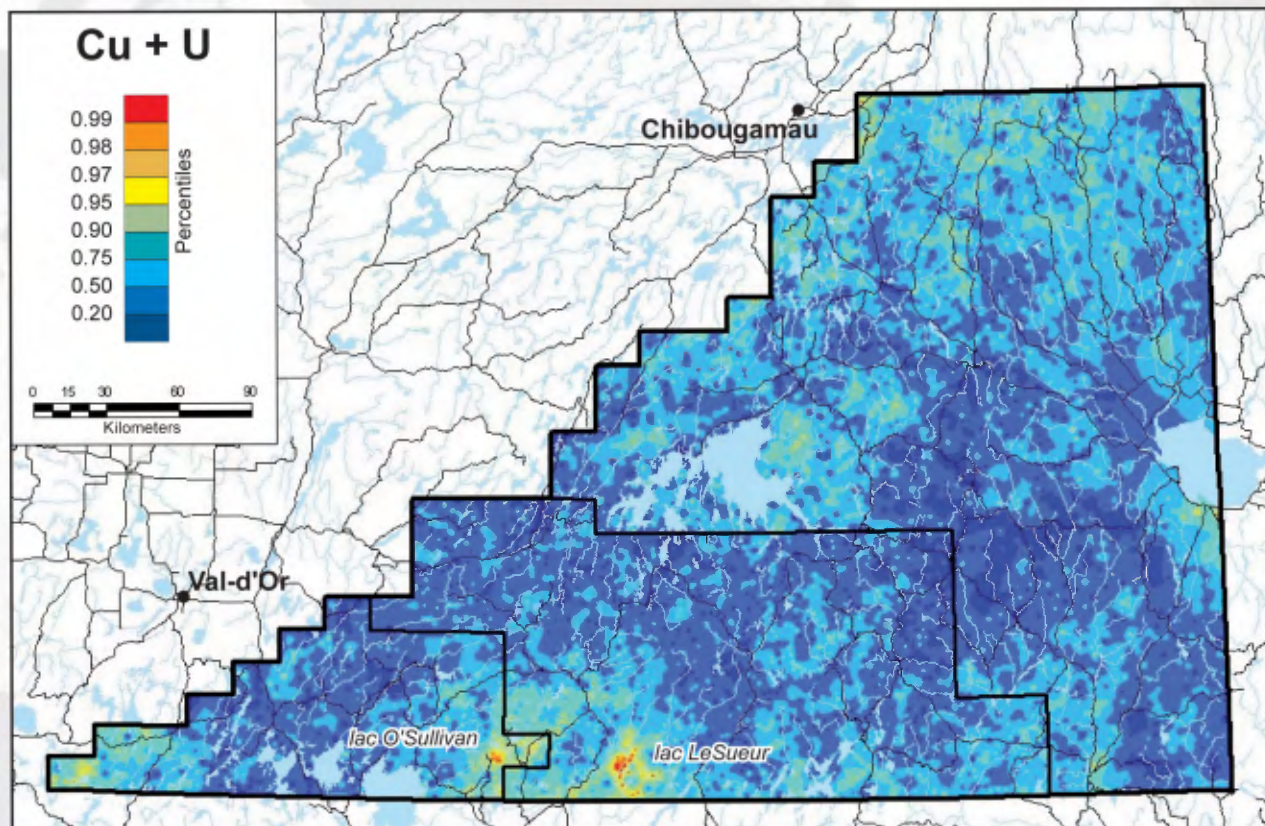 Cu + U
0.99
0.98
0.97
0.95
0.90
0.75
0.50
0.20
Percentiles
0 15 30 60 90
Kilometers
Chibougamau
Val-d'Or
lac O'Sullivan
lac LeSueur